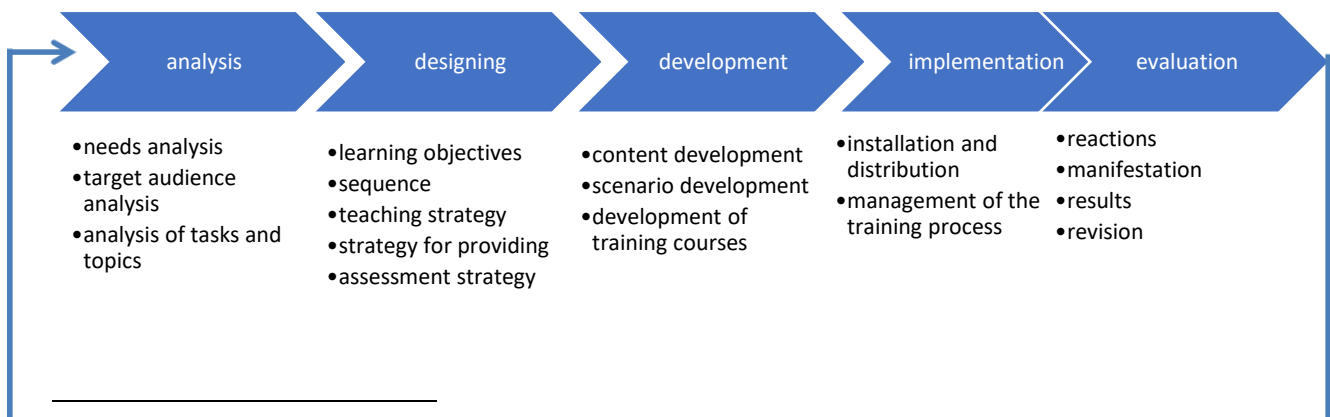 analysis
designing
development
implementation
evaluation
•needs analysis
•target audience
analysis
•analysis of tasks and
topics
•learning objectives
•sequence
•teaching strategy
•strategy for providing
•assessment strategy
•content development
•scenario development
•development of
training courses
•installation and
distribution
•management of the
training process
•reactions
•manifestation
•results
•revision